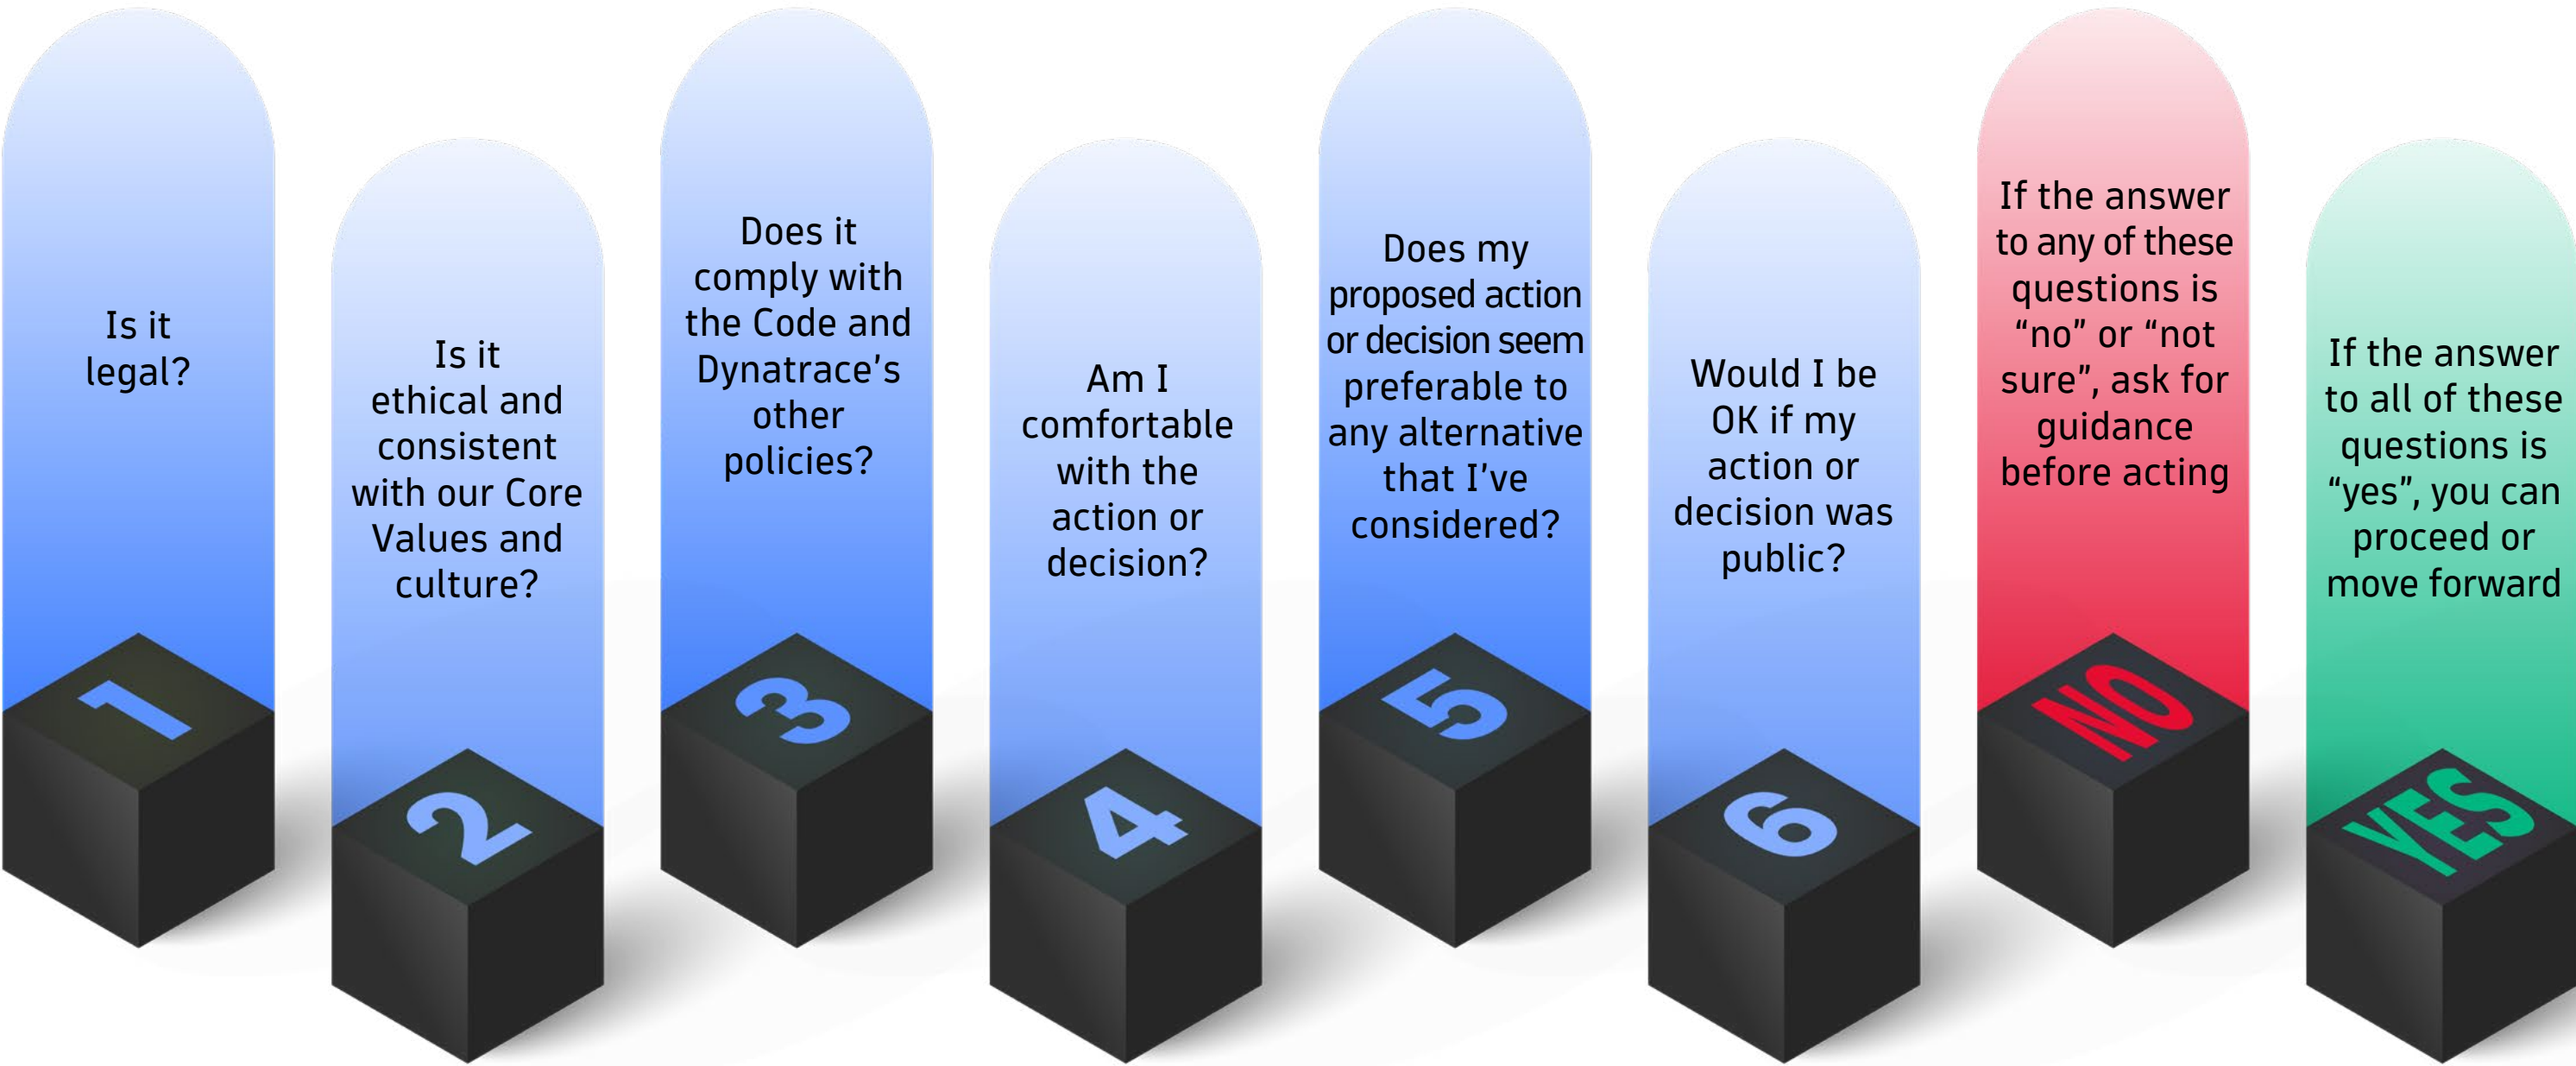 Is it
legal?
1
Is it
ethical and
consistent
with our Core
Values and
culture?
2
Does it
comply with
the Code and
Dynatrace's
other
policies?
3
Am I
comfortable
with the
action or
decision?
4
Does my
proposed action
or decision seem
preferable to
any alternative
that I've
considered?
5
Would I be
OK if my
action or
decision was
public?
6
If the answer
to any of these
questions is
“no” or “not
sure”, ask for
guidance
before acting
NO
If the answer
to all of these
questions is
“yes”, you can
proceed or
move forward
YES